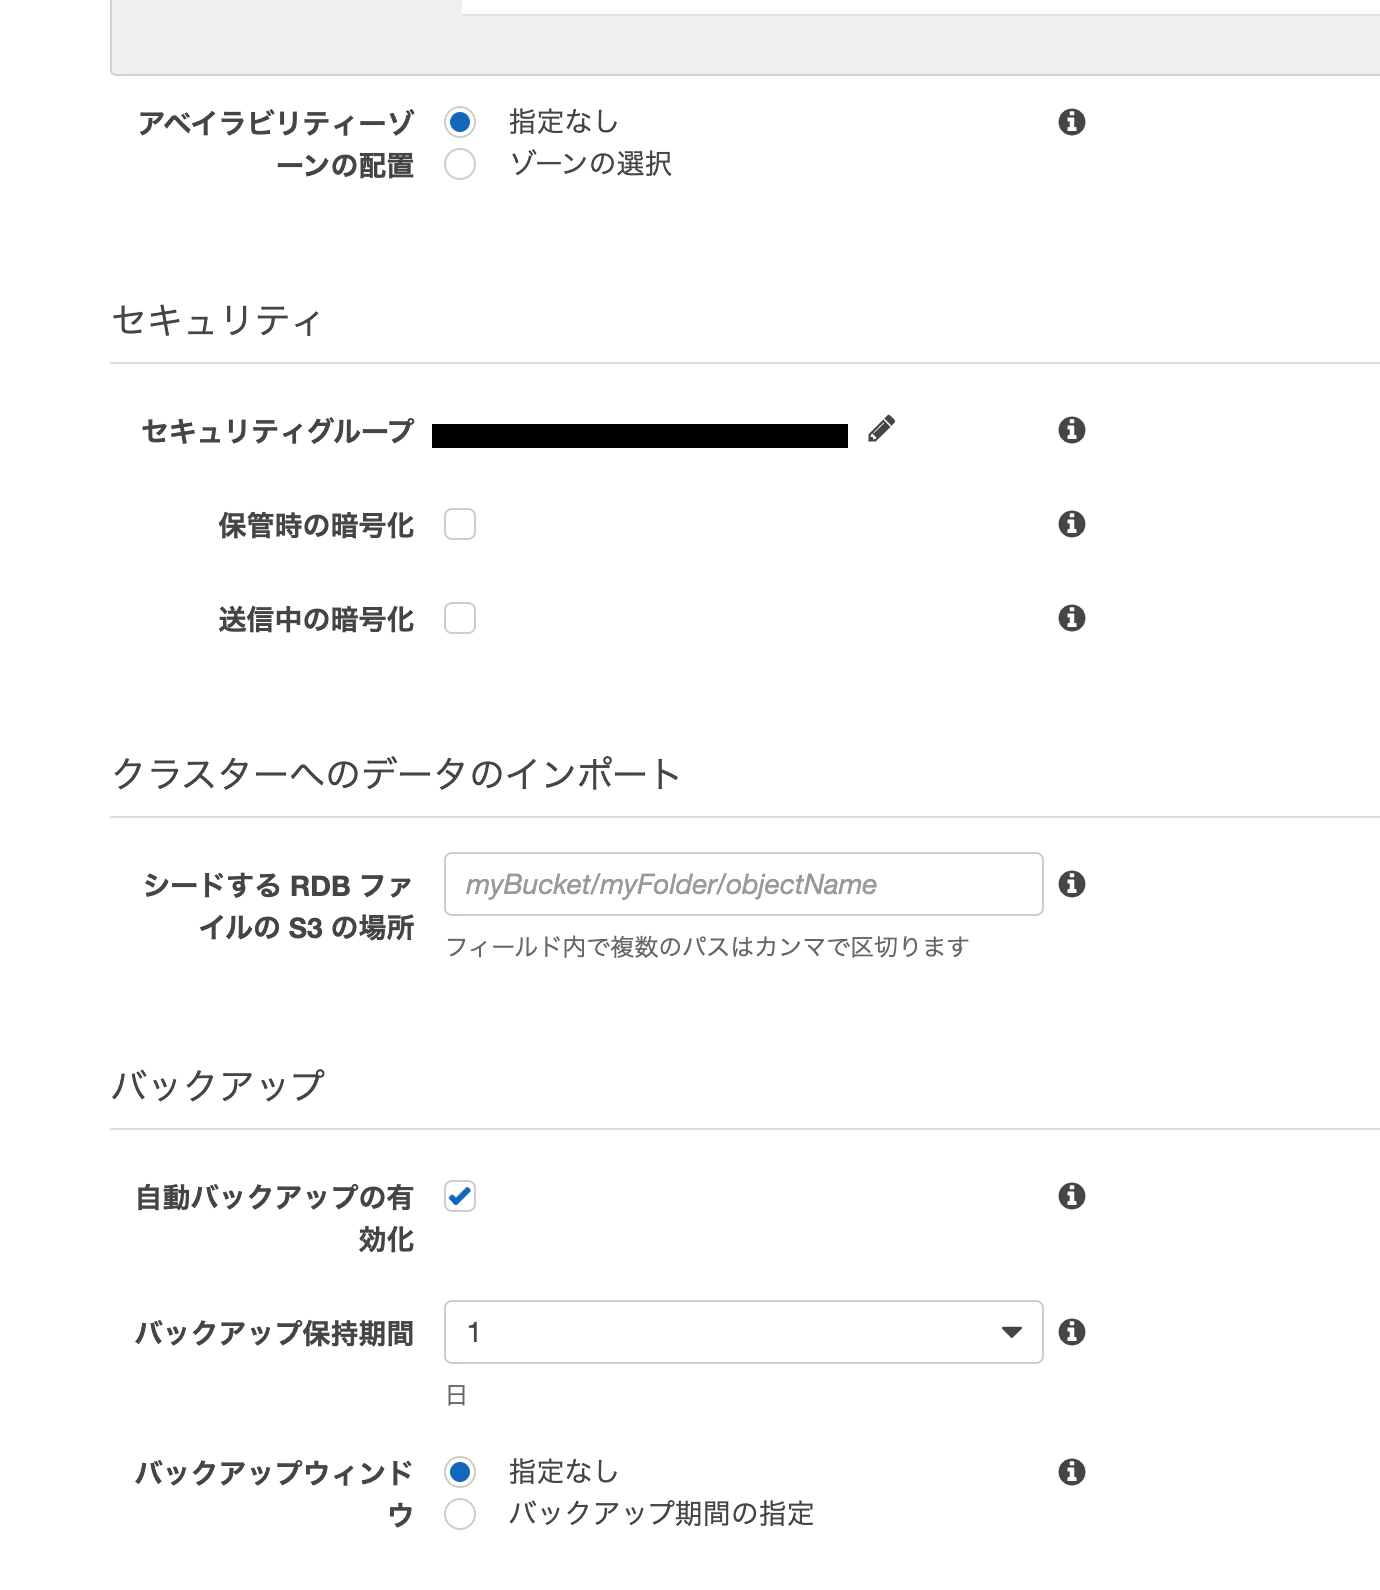 アベイラビリティーゾ
ーンの配置
指定なし
ゾーンの選択
セキュリティ
セキュリティグループ
保管時の暗号化
送信中の暗号化
クラスターへのデータのインポート
シードする RDB ファ
イルの S3 の場所
myBucket/myFolder/objectName
フィールド内で複数のパスはカンマで区切ります
バックアップ
自動バックアップの有
効化
バックアップ保持期間
1
日
バックアップウィンド
ウ
指定なし
バックアップ期間の指定